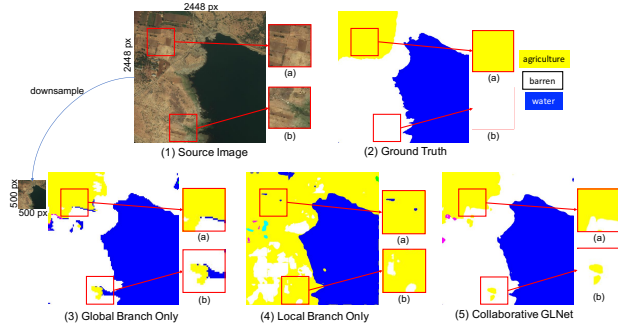 2448 px
2448 px
(a)
(b)
(1) Source Image
(a)
(b)
(2) Ground Truth
agriculture
barren
water
downsample
500 px
500 px
(a)
(b)
(3) Global Branch Only
(a)
(b)
(4) Local Branch Only
(a)
(b)
(5) Collaborative GLNet